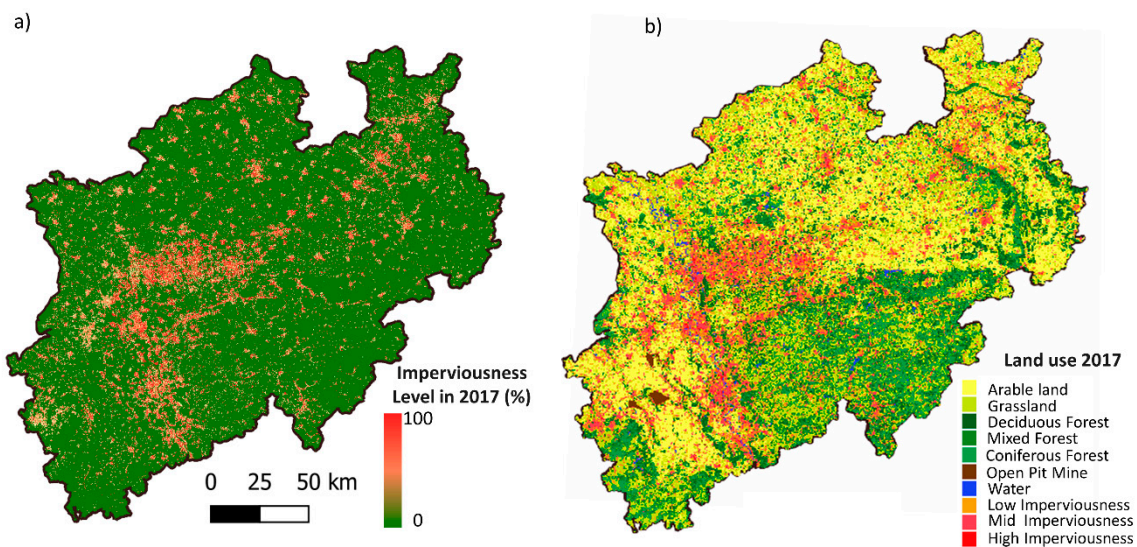 a)
b)
Imperviousness
Level in 2017 (%)
100
0
0 25 50 km
Land use 2017
Arable land
Grassland
Deciduous Forest
Mixed Forest
Coniferous Forest
Open Pit Mine
Water
Low Imperviousness
Mid Imperviousness
High Imperviousness